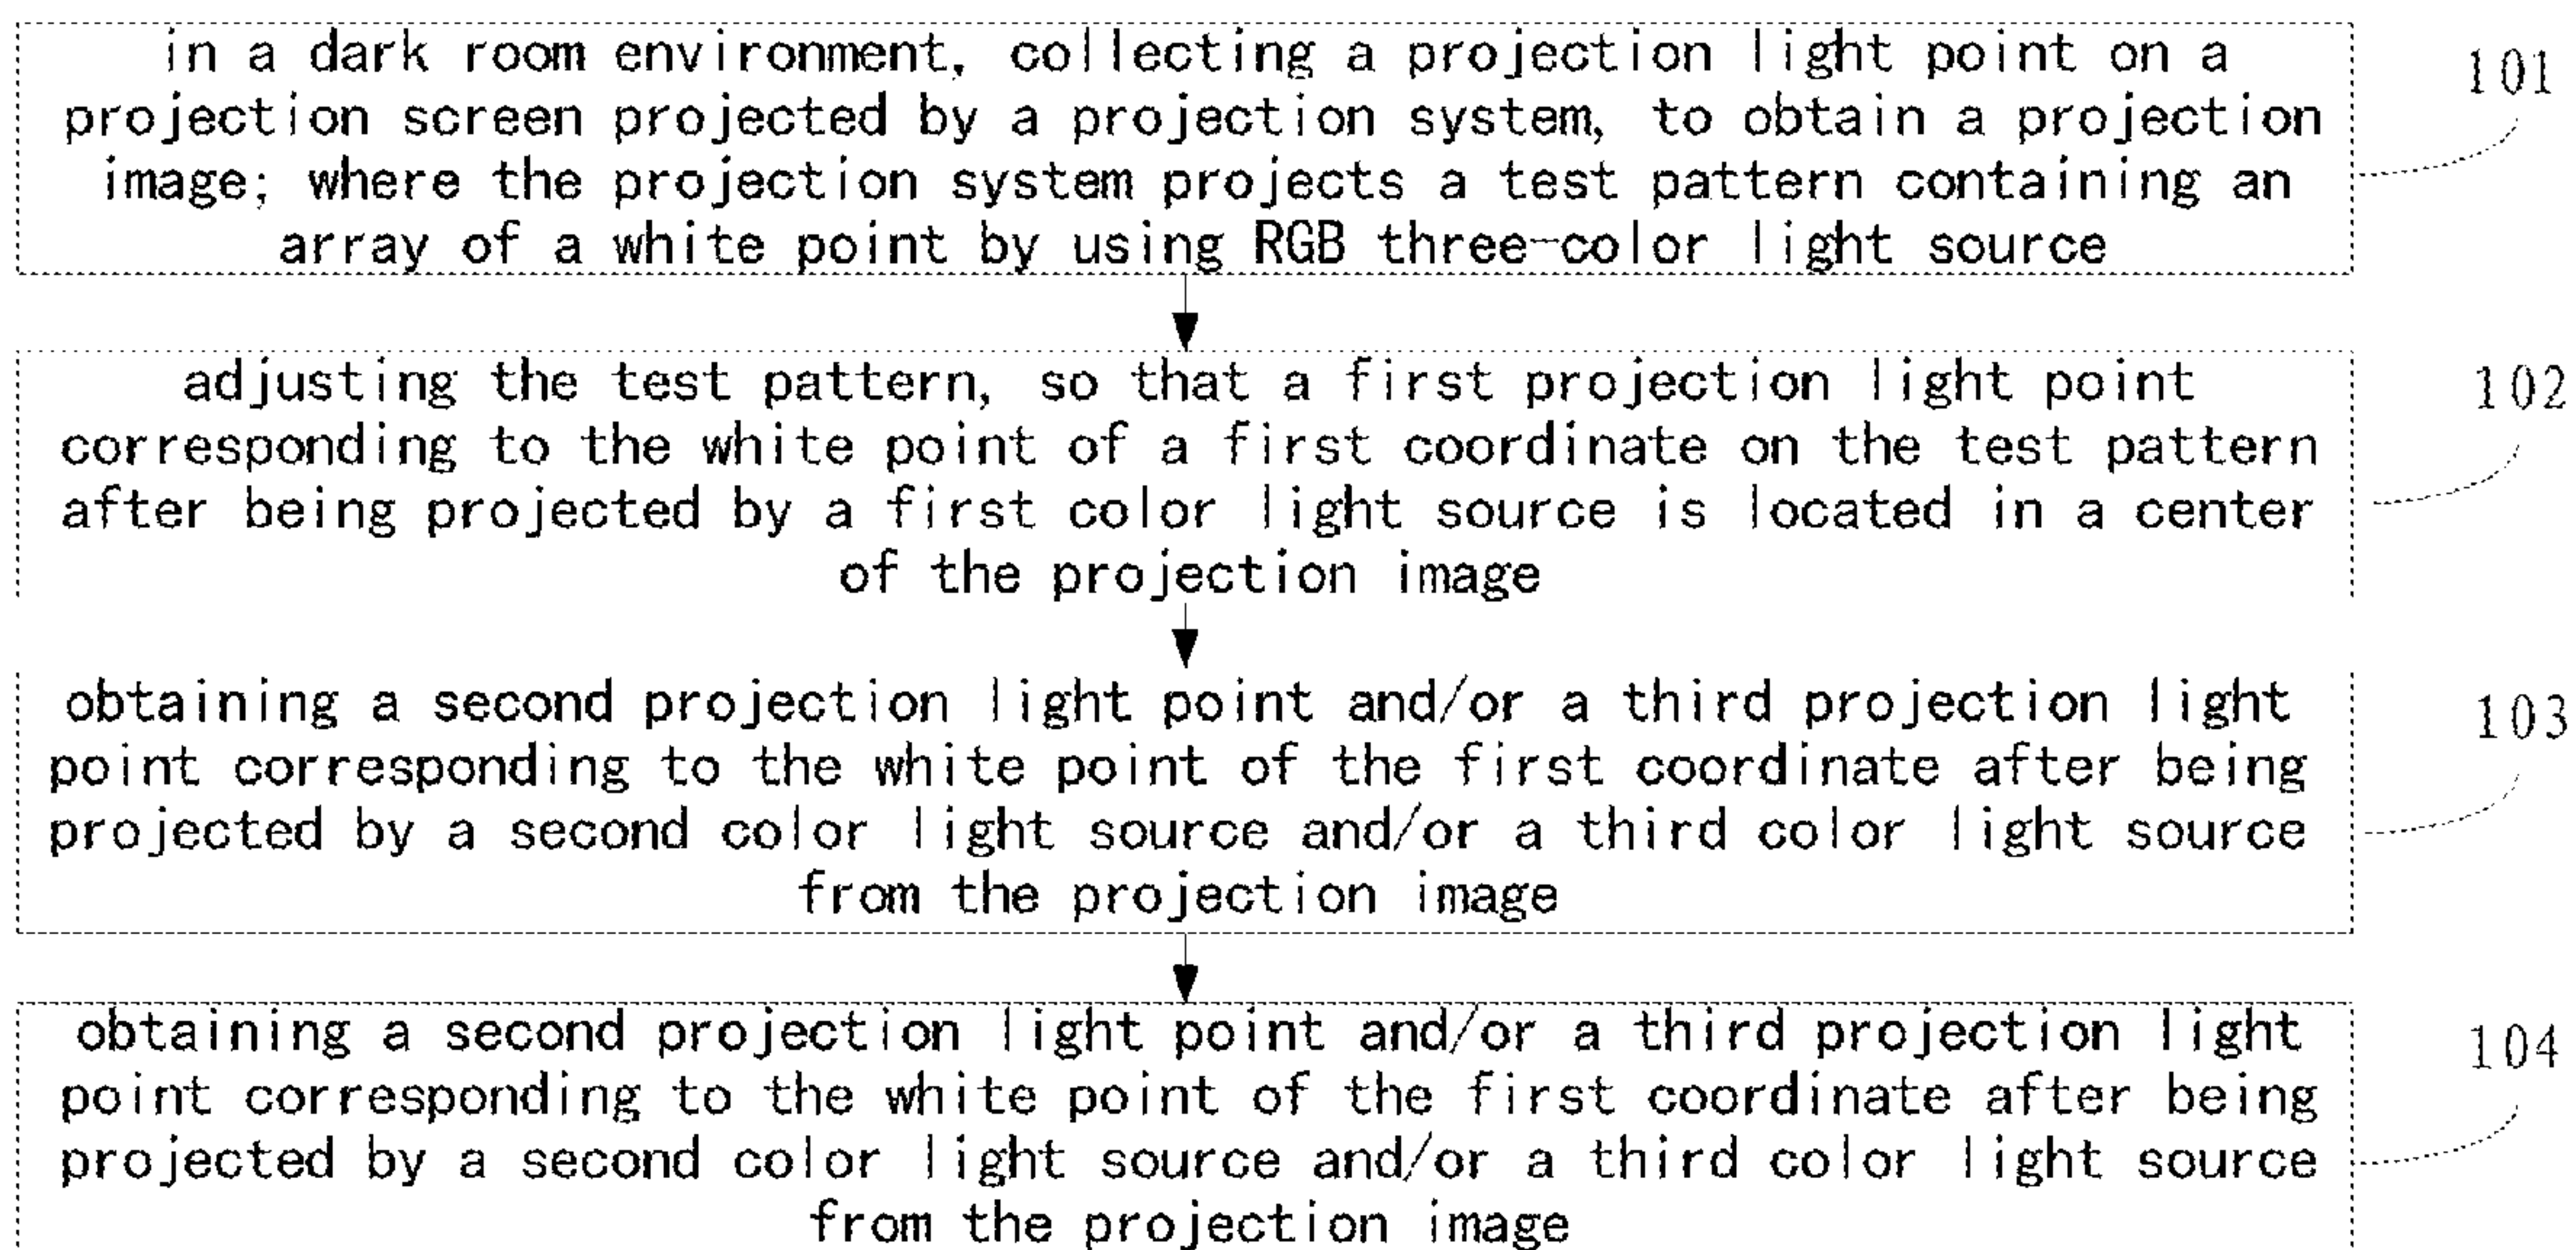 in a dark room environment, collecting a projection light point on a
projection screen projected by a projection system, to obtain a projection
image; where the projection system projects a test pattern containing an
array of a white point by using RGB three-color light source
101
adjusting the test pattern, so that a first projection light point
corresponding to the white point of a first coordinate on the test pattern
after being projected by a first color light source is located in a center
of the projection image
102
obtaining a second projection light point and/or a third projection light
point corresponding to the white point of the first coordinate after being
projected by a second color light source and/or a third color light source
from the projection image
103
obtaining a second projection light point and/or a third projection light
point corresponding to the white point of the first coordinate after being
projected by a second color light source and/or a third color light source
from the projection image
104